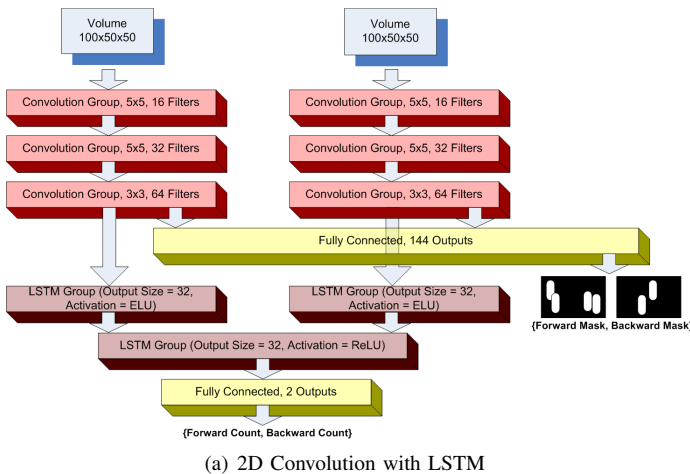 Volume
100x50x50
Volume
100x50x50
Convolution Group, 5x5, 16 Filters
Convolution Group, 5x5, 16 Filters
Convolution Group, 5x5, 32 Filters
Convolution Group, 5x5, 32 Filters
Convolution Group, 3x3, 64 Filters
Convolution Group, 3x3, 64 Filters
Fully Connected, 144 Outputs
LSTM Group (Output Size = 32,
Activation = ELU)
LSTM Group (Output Size = 32,
Activation = ELU)
{Forward Mask, Backward Mask}
LSTM Group (Output Size = 32, Activation = ReLU)
Fully Connected, 2 Outputs
{Forward Count, Backward Count}
(a) 2D Convolution with LSTM